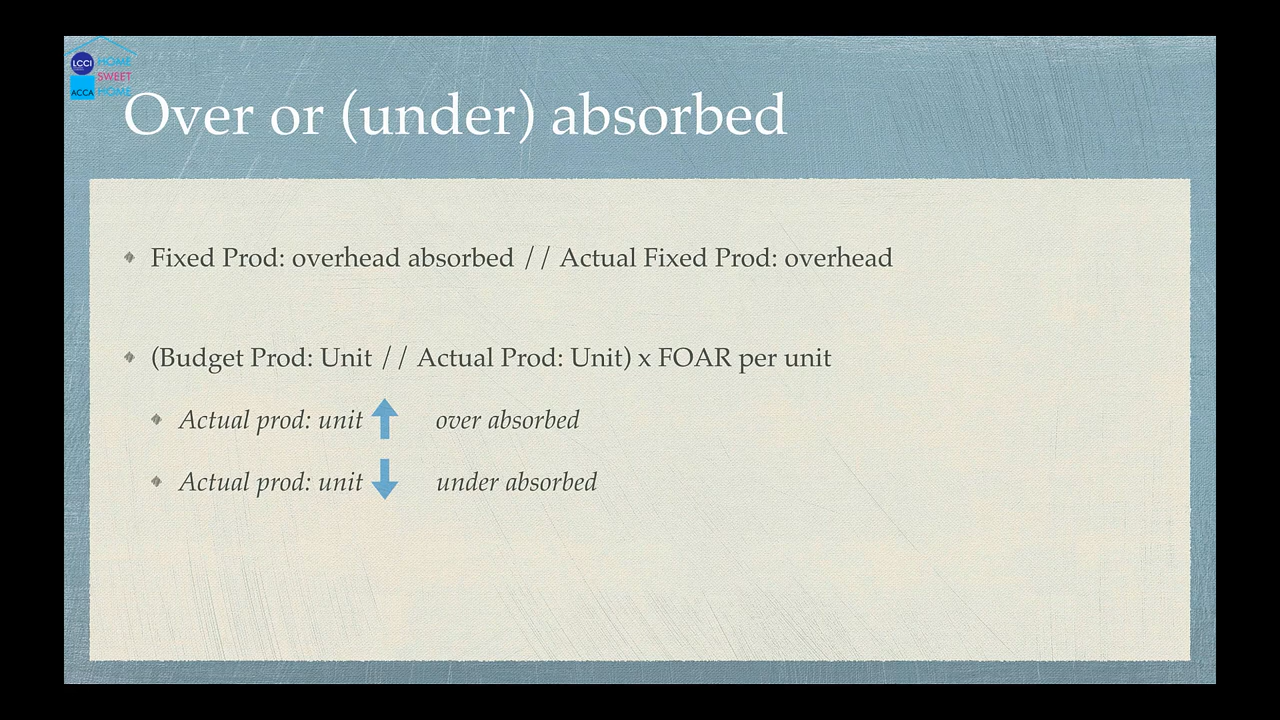 LCCI HOME
SWEET
ACCA HOME
Over or (under) absorbed
Fixed Prod: overhead absorbed // Actual Fixed Prod: overhead
(Budget Prod: Unit // Actual Prod: Unit) x FOAR per unit
Actual prod: unit over absorbed
Actual prod: unit under absorbed